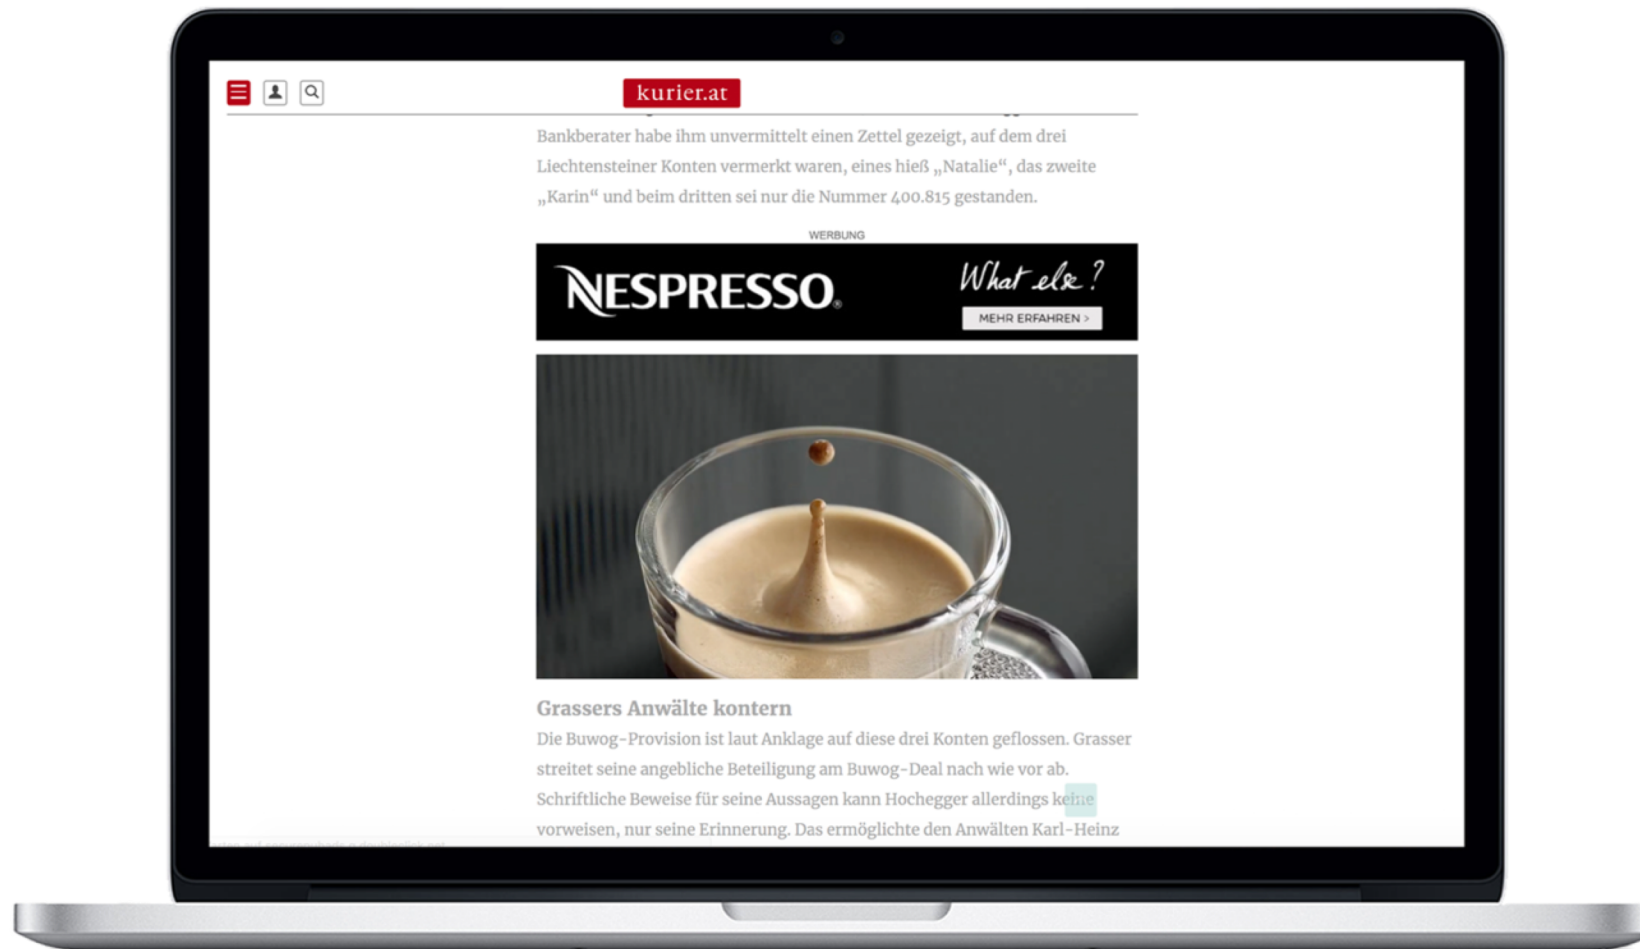 kurier.at
Bankberater habe ihm unvermittelt einen Zettel gezeigt, auf dem drei
Liechtensteiner Konten vermerkt waren, eines hieß „Natalie“, das zweite
„Karin“ und beim dritten sei nur die Nummer 400.815 gestanden.
WERBUNG
NESPRESSO®
What else?
MEHR ERFAHREN >
Grassers Anwälte kontern
Die Buwog-Provision ist laut Anklage auf diese drei Konten geflossen. Grasser
streitet seine angebliche Beteiligung am Buwog-Deal nach wie vor ab.
Schriftliche Beweise für seine Aussagen kann Hochegger allerdings keine
vorweisen, nur seine Erinnerung. Das ermöglichte den Anwälten Karl-Heinz